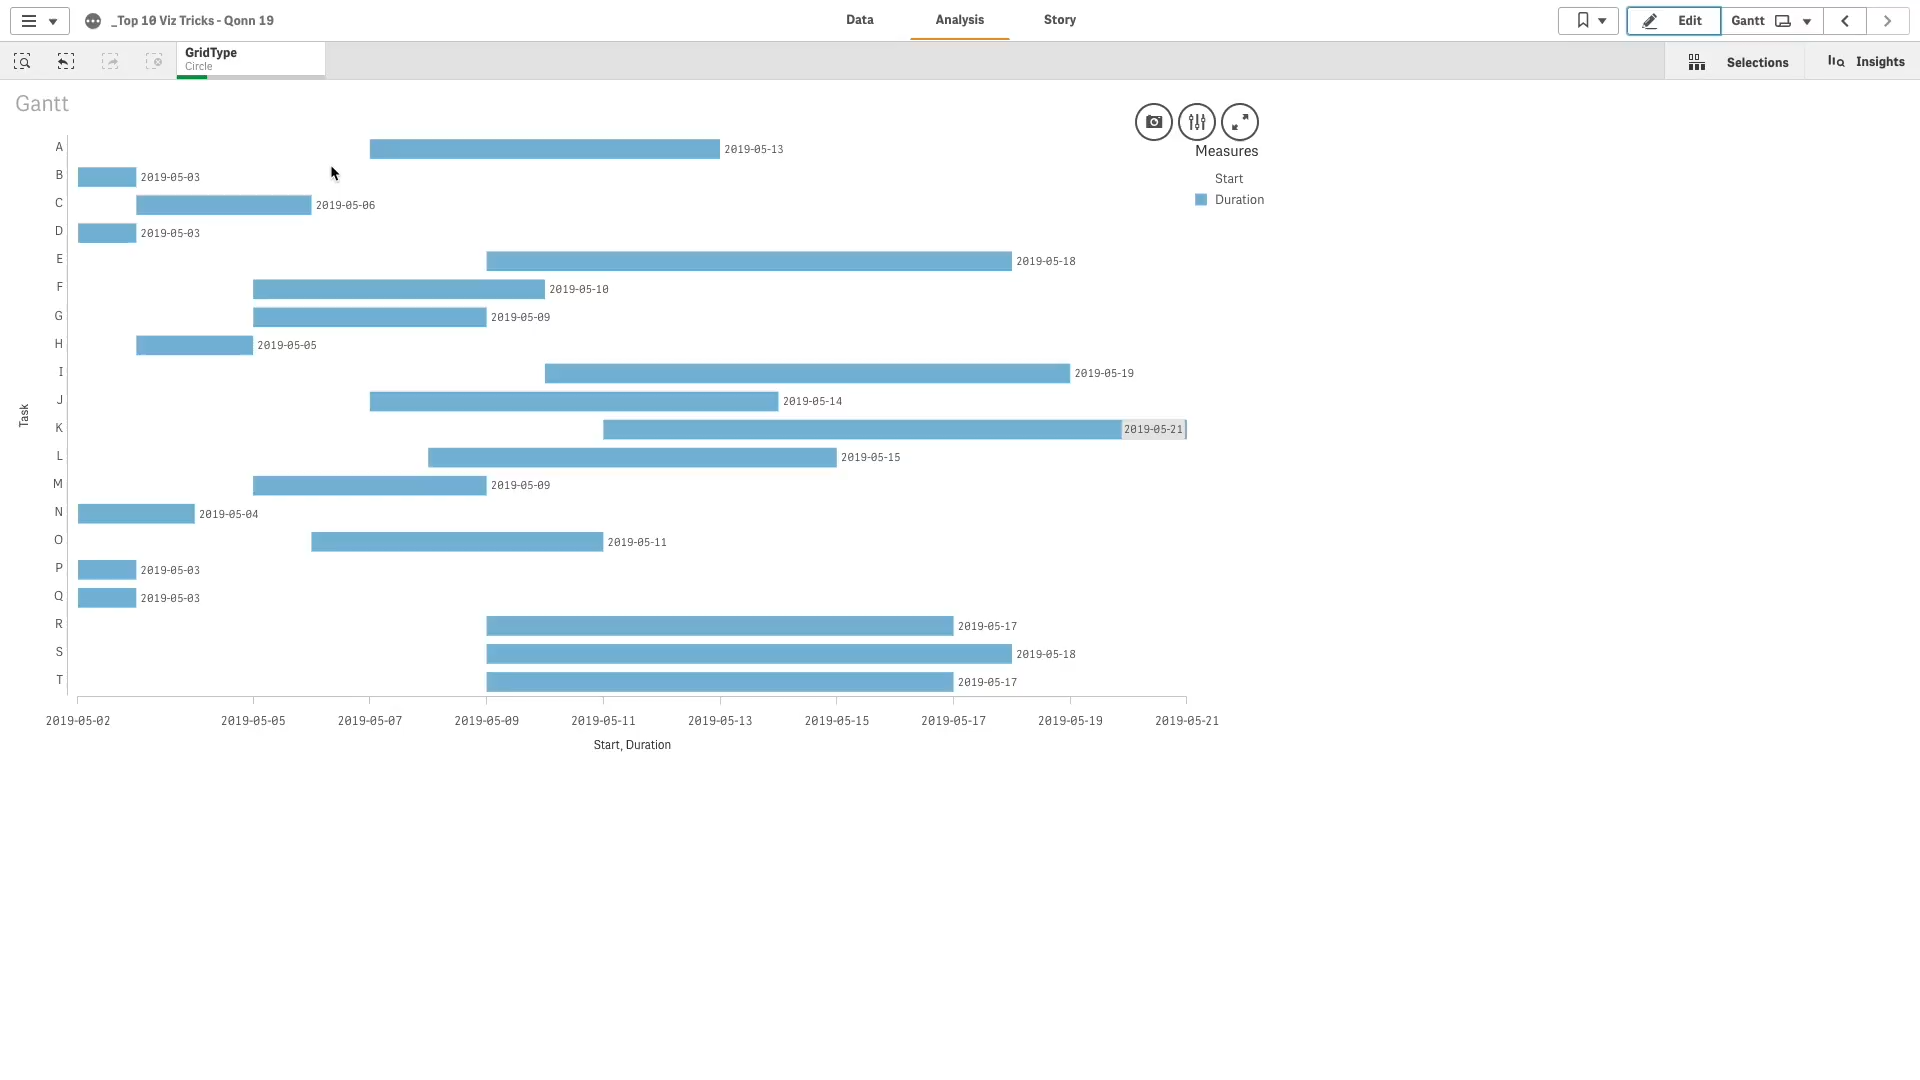 _Top 10 Viz Tricks - Qonn 19
Data
Analysis
Story
Edit
Gantt
GridType
Circle
Selections
Insights
Gantt
Measures
Start
Duration
Task
A 2019-05-13
B 2019-05-03
C 2019-05-06
D 2019-05-03
E 2019-05-18
F 2019-05-10
G 2019-05-09
H 2019-05-05
I 2019-05-19
J 2019-05-14
K 2019-05-21
L 2019-05-15
M 2019-05-09
N 2019-05-04
O 2019-05-11
P 2019-05-03
Q 2019-05-03
R 2019-05-17
S 2019-05-18
T 2019-05-17
2019-05-02 2019-05-05 2019-05-07 2019-05-09 2019-05-11 2019-05-13 2019-05-15 2019-05-17 2019-05-19 2019-05-21
Start, Duration